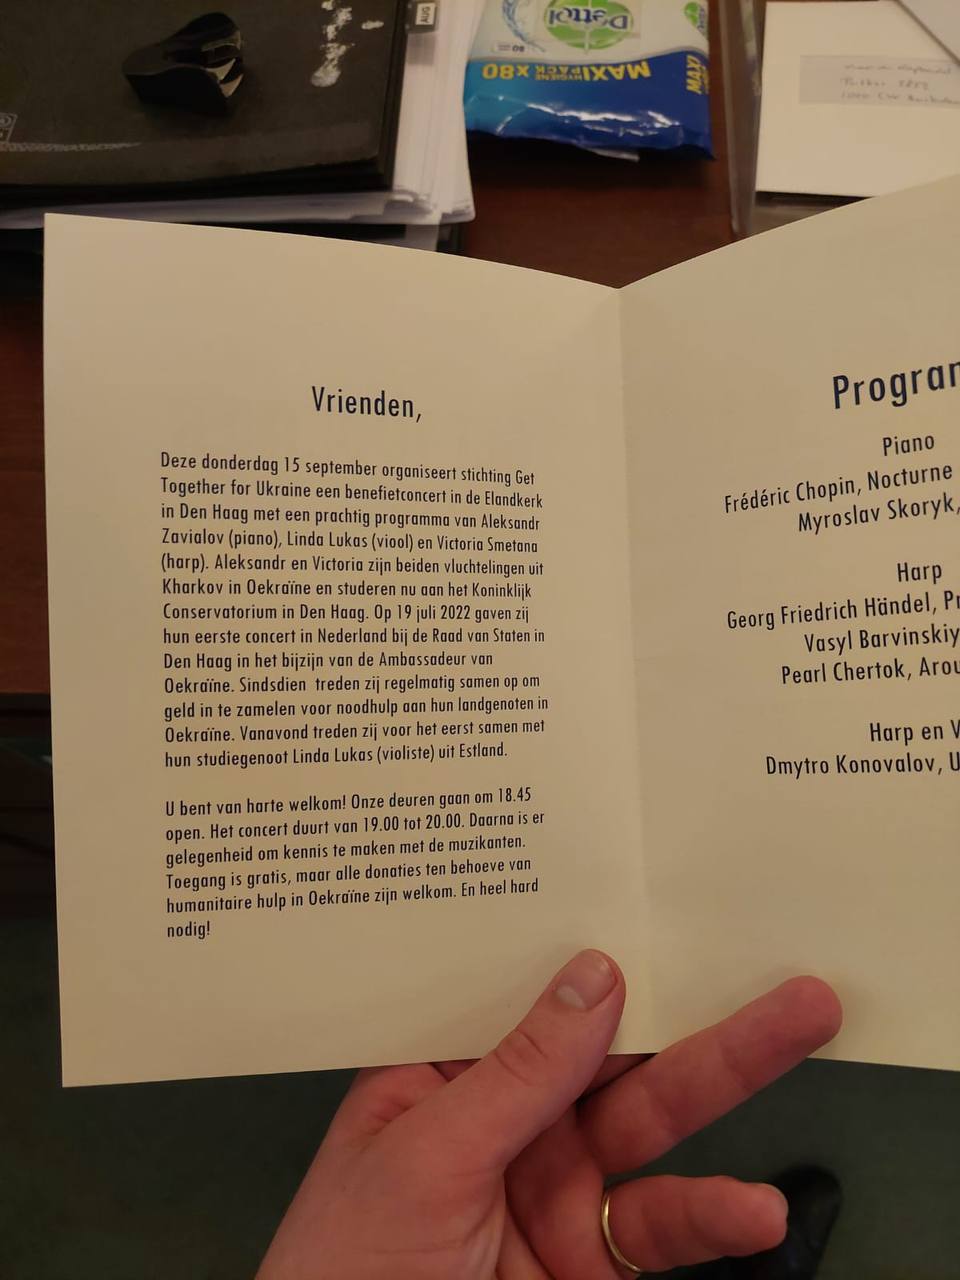 AUG
Dettol
MAXI
HYGIENE
PACK X80
80
MAXI
Vrienden,
Deze donderdag 15 september organiseert stichting Get
Together for Ukraine een benefietconcert in de Elandkerk
in Den Haag met een prachtig programma van Aleksandr
Zavialov (piano), Linda Lukas (viool) en Victoria Smetana
(harp). Aleksandr en Victoria zijn beiden vluchtelingen uit
Kharkov in Oekraïne en studeren nu aan het Koninklijk
Conservatorium in Den Haag. Op 19 juli 2022 gaven zij
hun eerste concert in Nederland bij de Raad van Staten in
Den Haag in het bijzijn van de Ambassadeur van
Oekraïne. Sindsdien treden zij regelmatig samen op om
geld in te zamelen voor noodhulp aan hun landgenoten in
Oekraïne. Vanavond treden zij voor het eerst samen met
hun studiegenoot Linda Lukas (violiste) uit Estland.
U bent van harte welkom! Onze deuren gaan om 18.45
open. Het concert duurt van 19.00 tot 20.00. Daarna is er
gelegenheid om kennis te maken met de muzikanten.
Toegang is gratis, maar alle donaties ten behoeve van
humanitaire hulp in Oekraïne zijn welkom. En heel hard
nodig!
Progra
Piano
Frédéric Chopin, Nocturne
Myroslav Skoryk,
Harp
Georg Friedrich Händel, Pr
Vasyl Barvinskiy
Pearl Chertok, Arou
Harp en V
Dmytro Konovalov, U